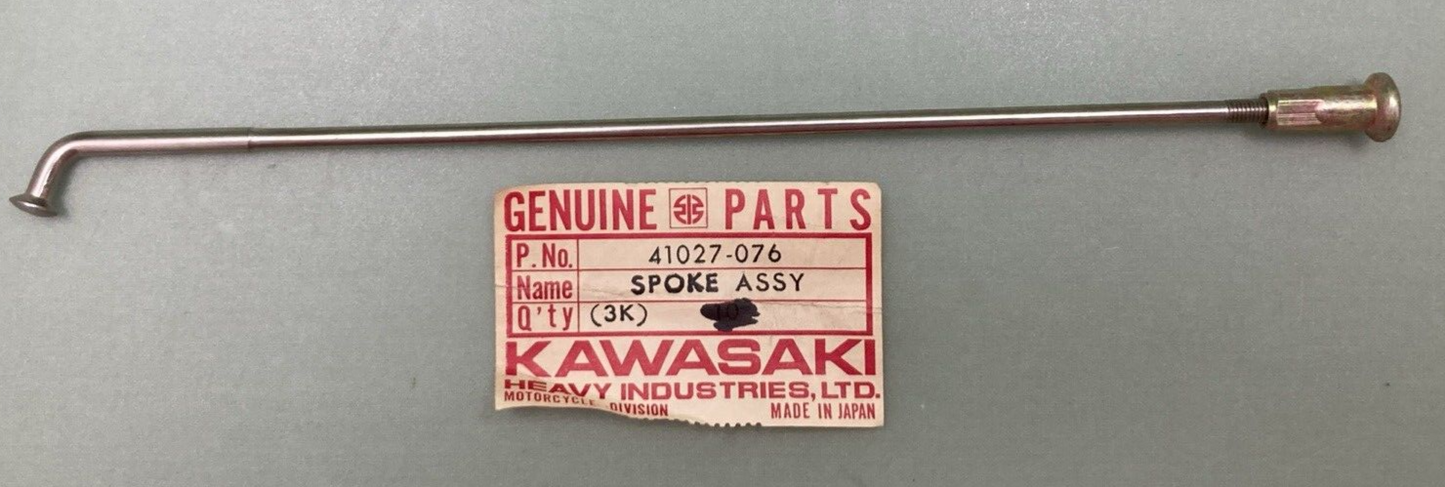 GENUINE PARTS
P. No. 41027-076
Name SPOKE ASSY
Q'ty (3K)
KAWASAKI
HEAVY INDUSTRIES, LTD.
MOTORCYCLE DIVISION MADE IN JAPAN